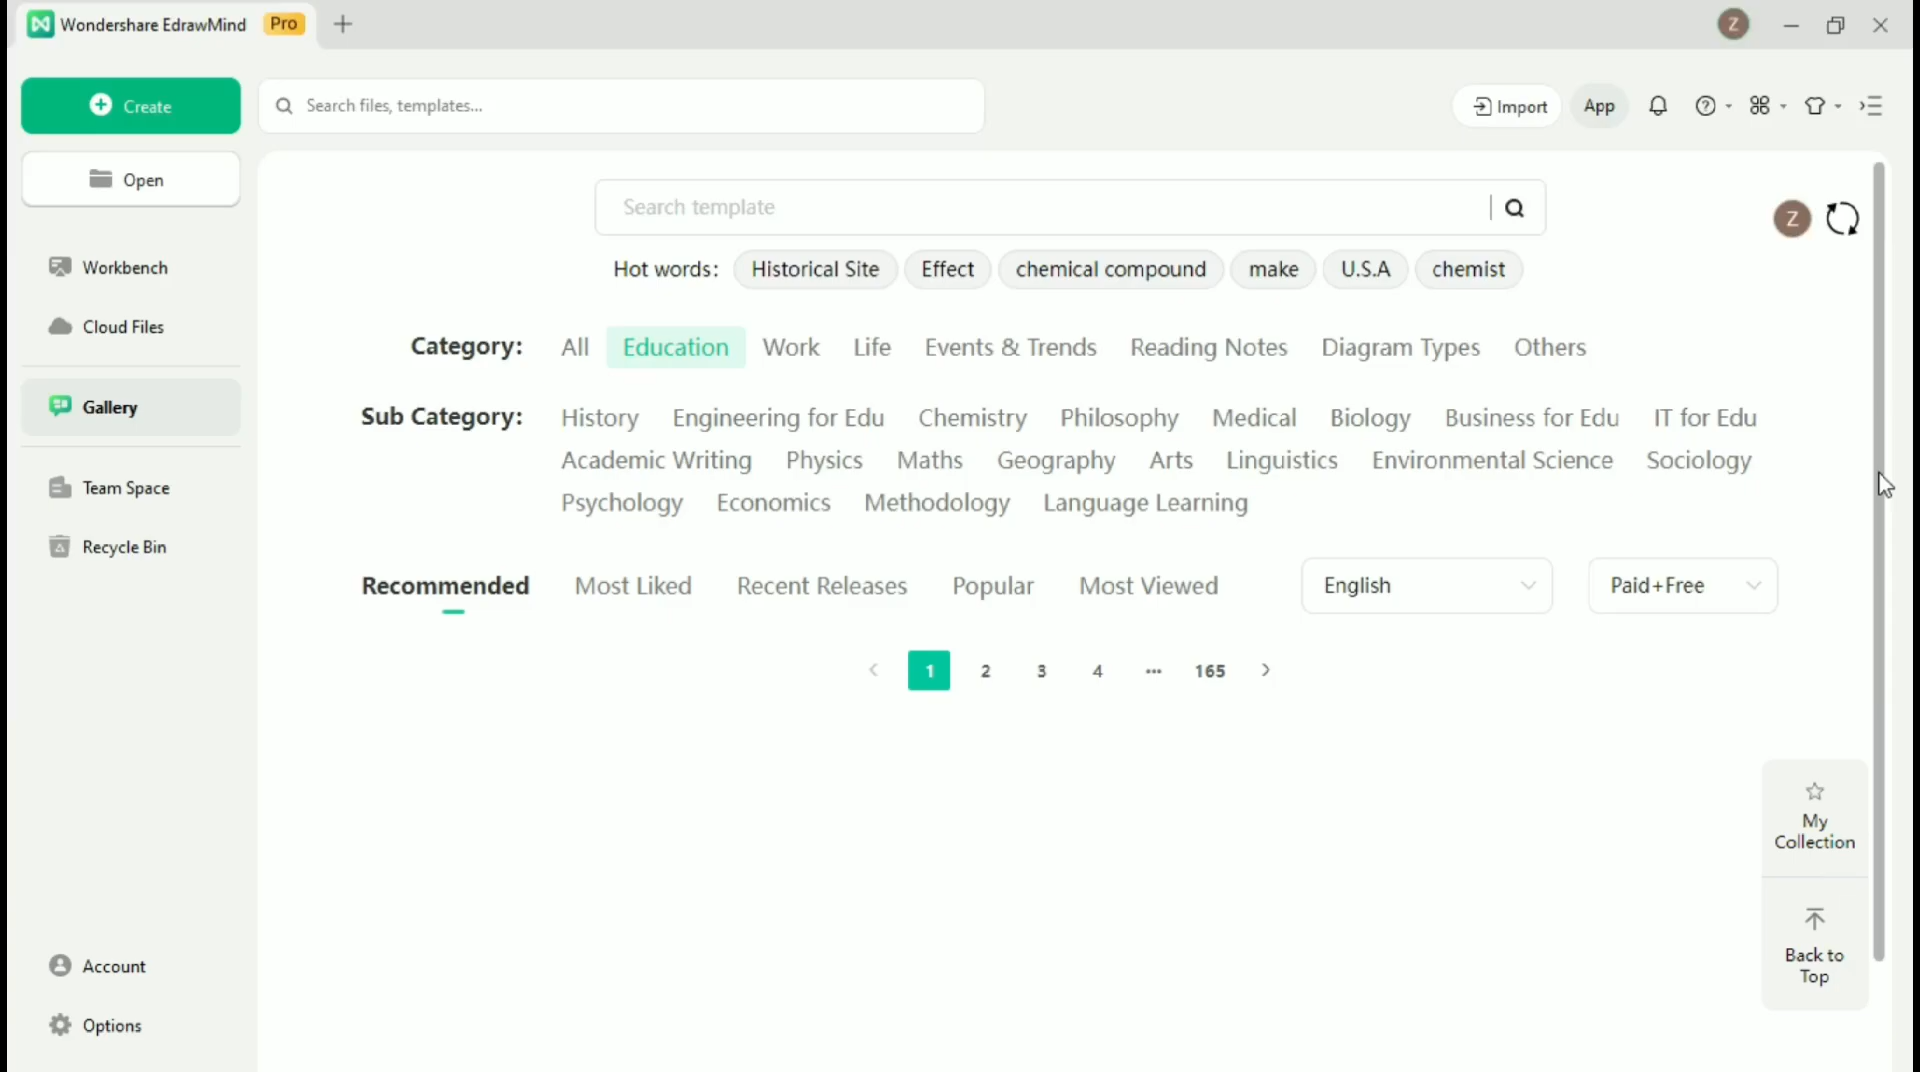 Wondershare EdrawMind Pro
Z
Create
Search files, templates...
Import App
Open
Search template
Z
Hot words: Historical Site Effect chemical compound make U.S.A chemist
Workbench
Cloud Files
Gallery
Team Space
Recycle Bin
Category: All Education Work Life Events & Trends Reading Notes Diagram Types Others
Sub Category: History Engineering for Edu Chemistry Philosophy Medical Biology Business for Edu IT for Edu
Academic Writing Physics Maths Geography Arts Linguistics Environmental Science Sociology
Psychology Economics Methodology Language Learning
Recommended Most Liked Recent Releases Popular Most Viewed English Paid+Free
1 2 3 4 ••• 165
My
Collection
Back to
Top
Account
Options